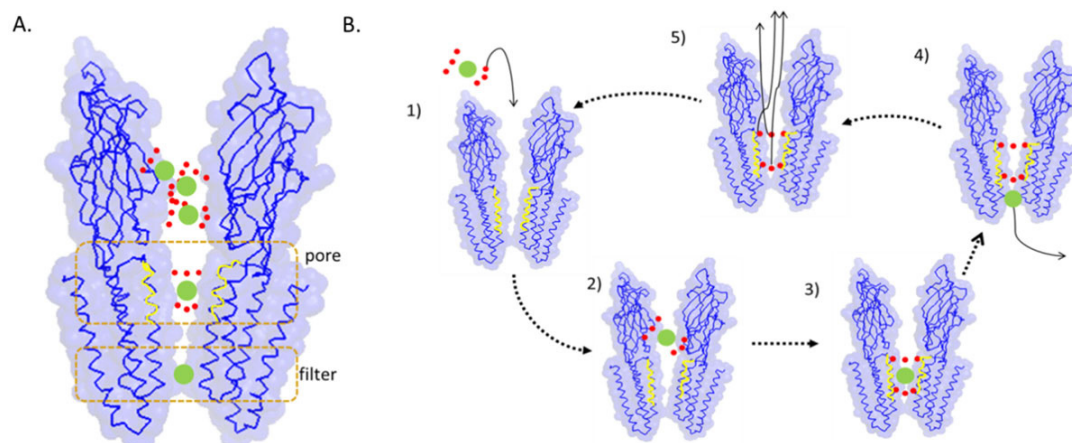 A.
B.
pore
filter
1)
2)
3)
4)
5)